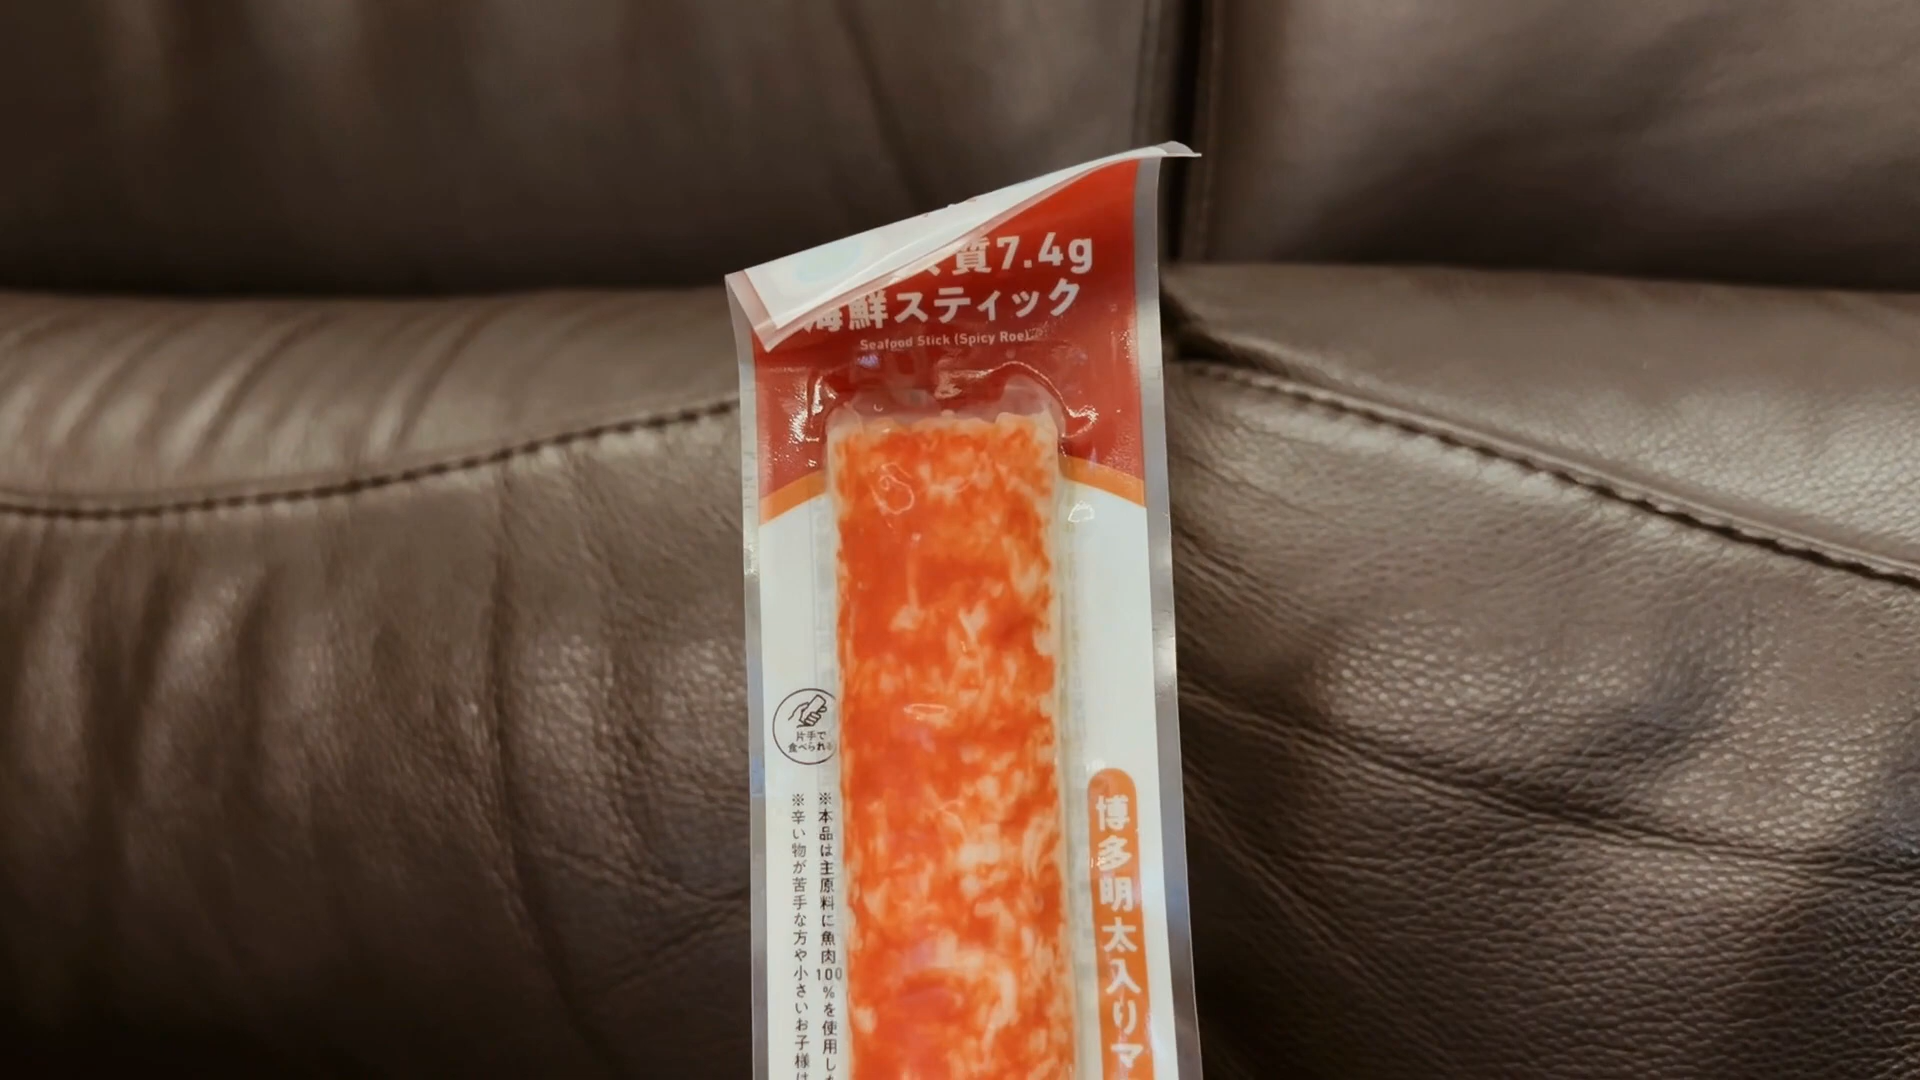 質7.4g
海鮮スティック
Seafood Stick (Spicy Roe)
片手で
食べられる
※本品は主原料に魚肉100%を使用した
※辛い物が苦手な方や小さいお子様は
博多明太入りマ